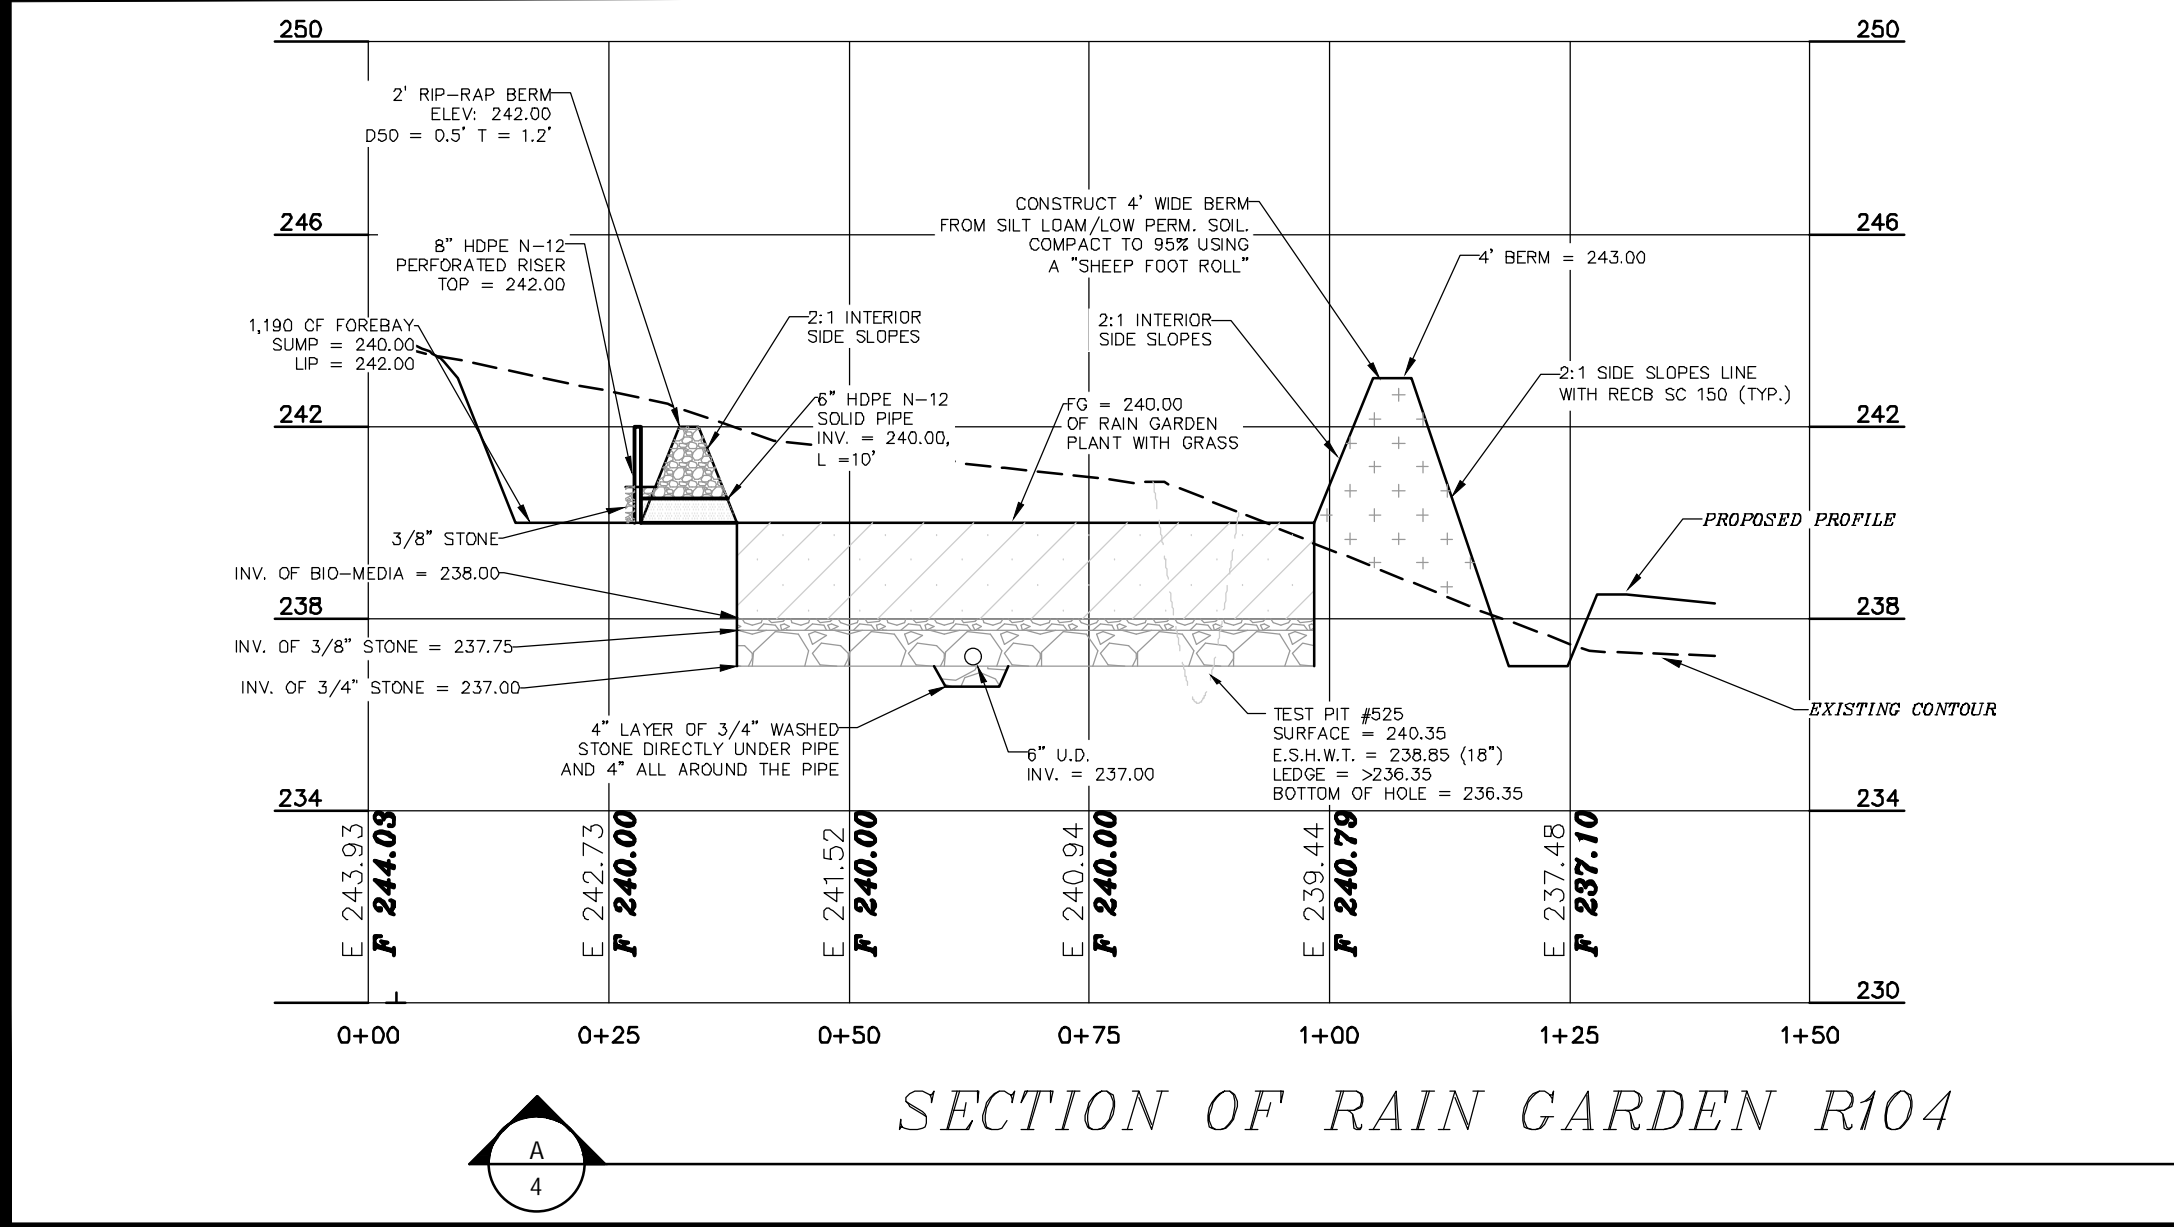 250
250
2' RIP-RAP BERM
ELEV: 242.00
D50 = 0.5' T = 1.2'
CONSTRUCT 4' WIDE BERM
FROM SILT LOAM/LOW PERM. SOIL.
COMPACT TO 95% USING
A "SHEEP FOOT ROLL"
246
246
8" HDPE N-12
PERFORATED RISER
TOP = 242.00
4' BERM = 243.00
1,190 CF FOREBAY
SUMP = 240.00
LIP = 242.00
2:1 INTERIOR
SIDE SLOPES
2:1 INTERIOR
SIDE SLOPES
2:1 SIDE SLOPES LINE
WITH RECB SC 150 (TYP.)
6" HDPE N-12
SOLID PIPE
INV. = 240.00,
L =10'
FG = 240.00
OF RAIN GARDEN
PLANT WITH GRASS
242
242
3/8" STONE
PROPOSED PROFILE
INV. OF BIO-MEDIA = 238.00
238
238
INV. OF 3/8" STONE = 237.75
INV. OF 3/4" STONE = 237.00
EXISTING CONTOUR
4" LAYER OF 3/4" WASHED
STONE DIRECTLY UNDER PIPE
AND 4" ALL AROUND THE PIPE
6" U.D.
INV. = 237.00
TEST PIT #525
SURFACE = 240.35
E.S.H.W.T. = 238.85 (18")
LEDGE = >236.35
BOTTOM OF HOLE = 236.35
234
234
E 243.93
F 244.03
E 242.73
F 240.00
E 241.52
F 240.00
E 240.94
F 240.00
E 239.44
F 240.79
E 237.48
F 237.10
230
0+00
0+25
0+50
0+75
1+00
1+25
1+50
SECTION OF RAIN GARDEN R104
A
4